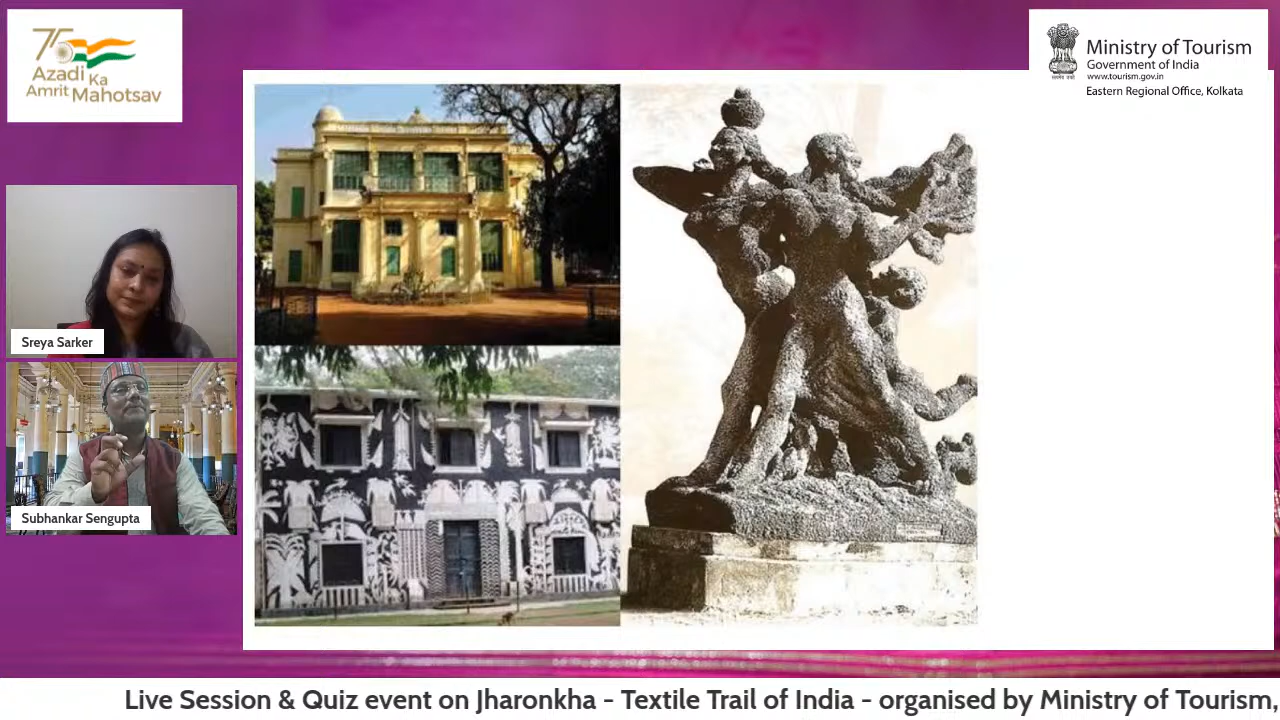 75
Azadi Ka
Amrit Mahotsav
Ministry of Tourism
Government of India
www.tourism.gov.in
Eastern Regional Office, Kolkata
Sreya Sarker
Subhankar Sengupta
Live Session & Quiz event on Jharonkha - Textile Trail of India - organised by Ministry of Tourism,